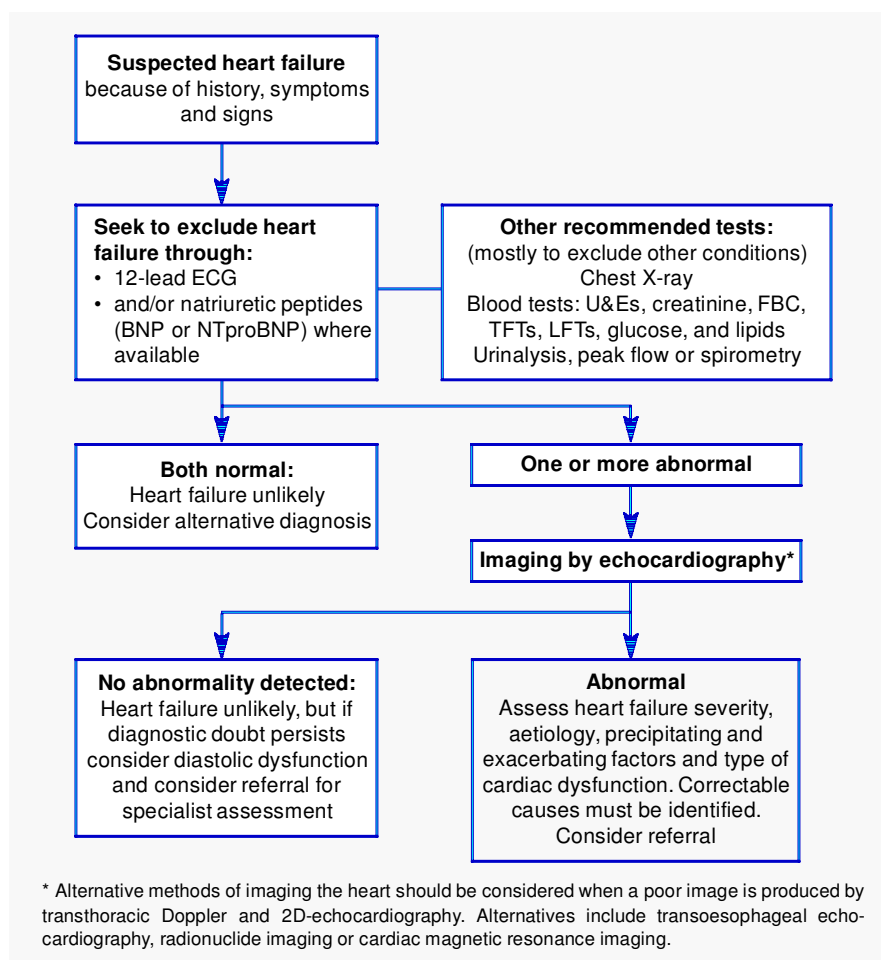 Suspected heart failure
because of history, symptoms
and signs
Seek to exclude heart
failure through:
• 12-lead ECG
• and/or natriuretic peptides
(BNP or NTproBNP) where
available
Other recommended tests:
(mostly to exclude other conditions)
Chest X-ray
Blood tests: U&Es, creatinine, FBC,
TFTs, LFTs, glucose, and lipids
Urinalysis, peak flow or spirometry
Both normal:
Heart failure unlikely
Consider alternative diagnosis
One or more abnormal
Imaging by echocardiography*
No abnormality detected:
Heart failure unlikely, but if
diagnostic doubt persists
consider diastolic dysfunction
and consider referral for
specialist assessment
Abnormal
Assess heart failure severity,
aetiology, precipitating and
exacerbating factors and type of
cardiac dysfunction. Correctable
causes must be identified.
Consider referral
* Alternative methods of imaging the heart should be considered when a poor image is produced by
transthoracic Doppler and 2D-echocardiography. Alternatives include transoesophageal echo-
cardiography, radionuclide imaging or cardiac magnetic resonance imaging.